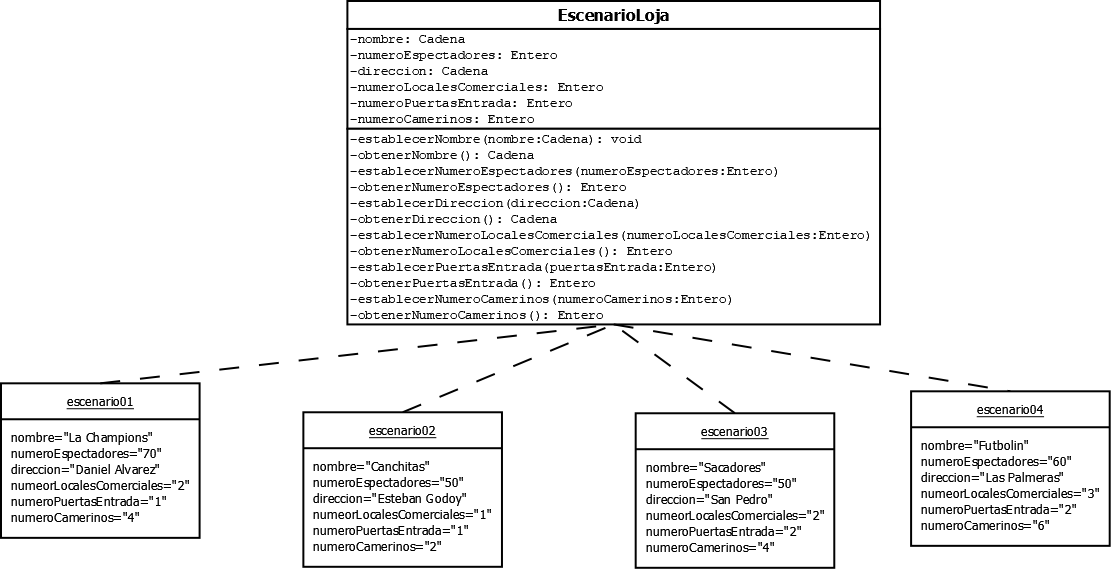 EscenarioLoja
-nombre: Cadena
-numeroEspectadores: Entero
-direccion: Cadena
-numeroLocalesComerciales: Entero
-numeroPuertasEntrada: Entero
-numeroCamerinos: Entero
-establecerNombre(nombre:Cadena): void
-obtenerNombre(): Cadena
-establecerNumeroEspectadores(numeroEspectadores:Entero)
-obtenerNumeroEspectadores(): Entero
-establecerDireccion(direccion:Cadena)
-obtenerDireccion(): Cadena
-establecerNumeroLocalesComerciales(numeroLocalesComerciales:Entero)
-obtenerNumeroLocalesComerciales(): Entero
-establecerPuertasEntrada(puertasEntrada:Entero)
-obtenerPuertasEntrada(): Entero
-establecerNumeroCamerinos(numeroCamerinos:Entero)
-obtenerNumeroCamerinos(): Entero
escenario01
nombre="La Champions"
numeroEspectadores="70"
direccion="Daniel Alvarez"
numeorLocalesComerciales="2"
numeroPuertasEntrada="1"
numeroCamerinos="4"
escenario02
nombre="Canchitas"
numeroEspectadores="50"
direccion="Esteban Godoy"
numeorLocalesComerciales="1"
numeroPuertasEntrada="1"
numeroCamerinos="2"
escenario03
nombre="Sacadores"
numeroEspectadores="50"
direccion="San Pedro"
numeorLocalesComerciales="2"
numeroPuertasEntrada="2"
numeroCamerinos="4"
escenario04
nombre="Futbolin"
numeroEspectadores="60"
direccion="Las Palmeras"
numeorLocalesComerciales="3"
numeroPuertasEntrada="2"
numeroCamerinos="6"